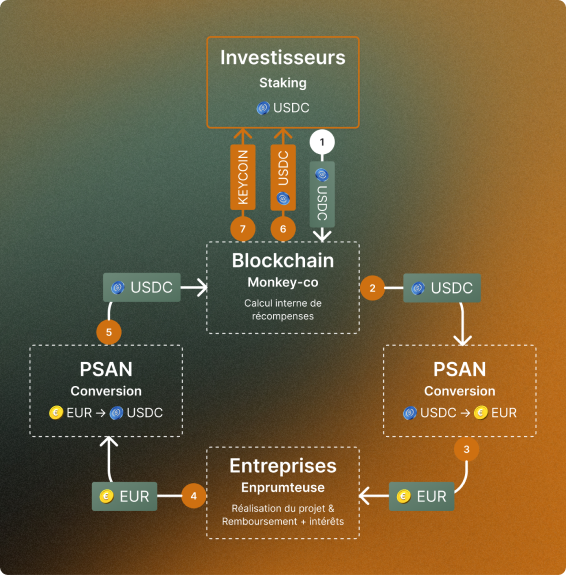 Investisseurs
Staking
USDC
1
KEYCOIN
USDC
USDC
7
6
Blockchain
Monkey-co
Calcul interne de
récompenses
2
USDC
USDC
5
PSAN
Conversion
EUR → USDC
PSAN
Conversion
USDC → EUR
3
Entreprises
Enprumteuse
Réalisation du projet &
Remboursement + intérêts
4
EUR
EUR